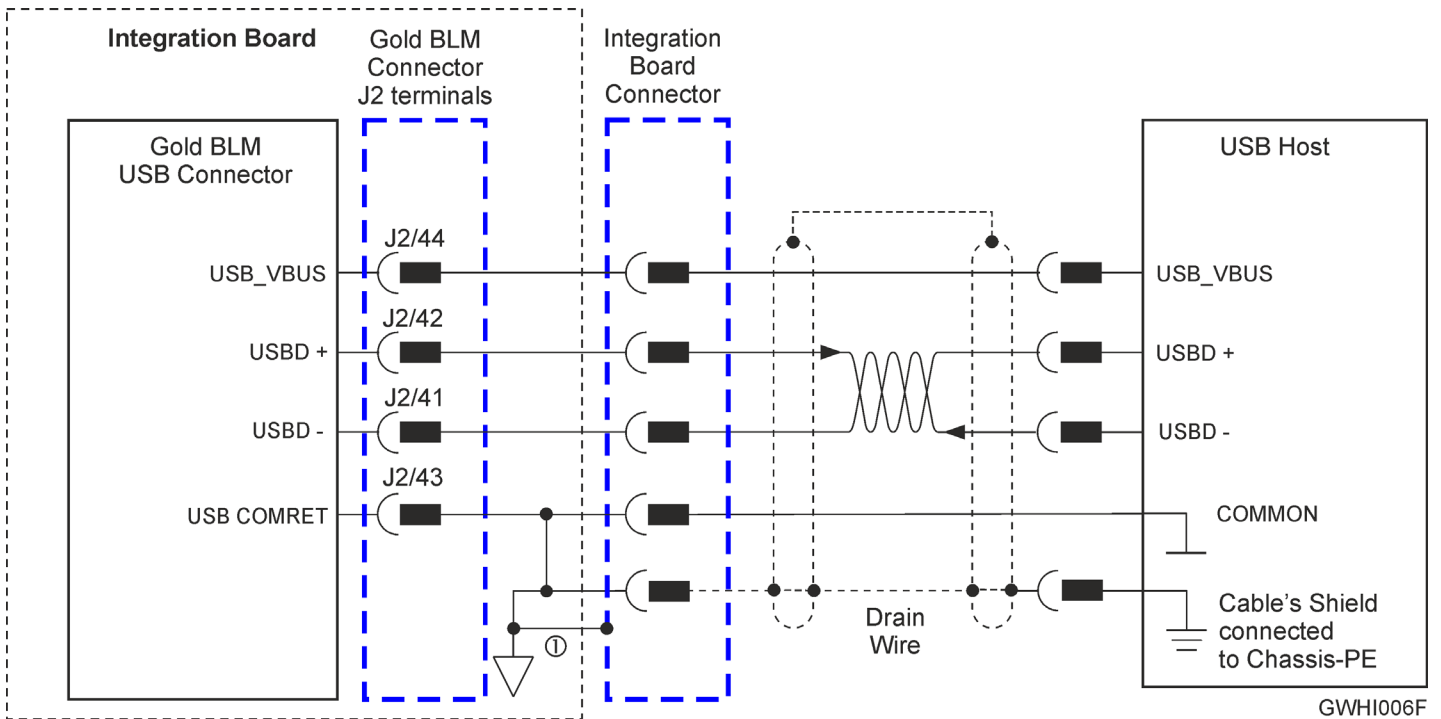 Integration Board
Gold BLM
Connector
J2 terminals
Integration
Board
Connector
Gold BLM
USB Connector
USB Host
J2/44
USB_VBUS
USB_VBUS
J2/42
USBD +
USBD +
J2/41
USBD -
USBD -
J2/43
USB COMRET
COMMON
①
Drain
Wire
Cable's Shield
connected
to Chassis-PE
GWHI006F